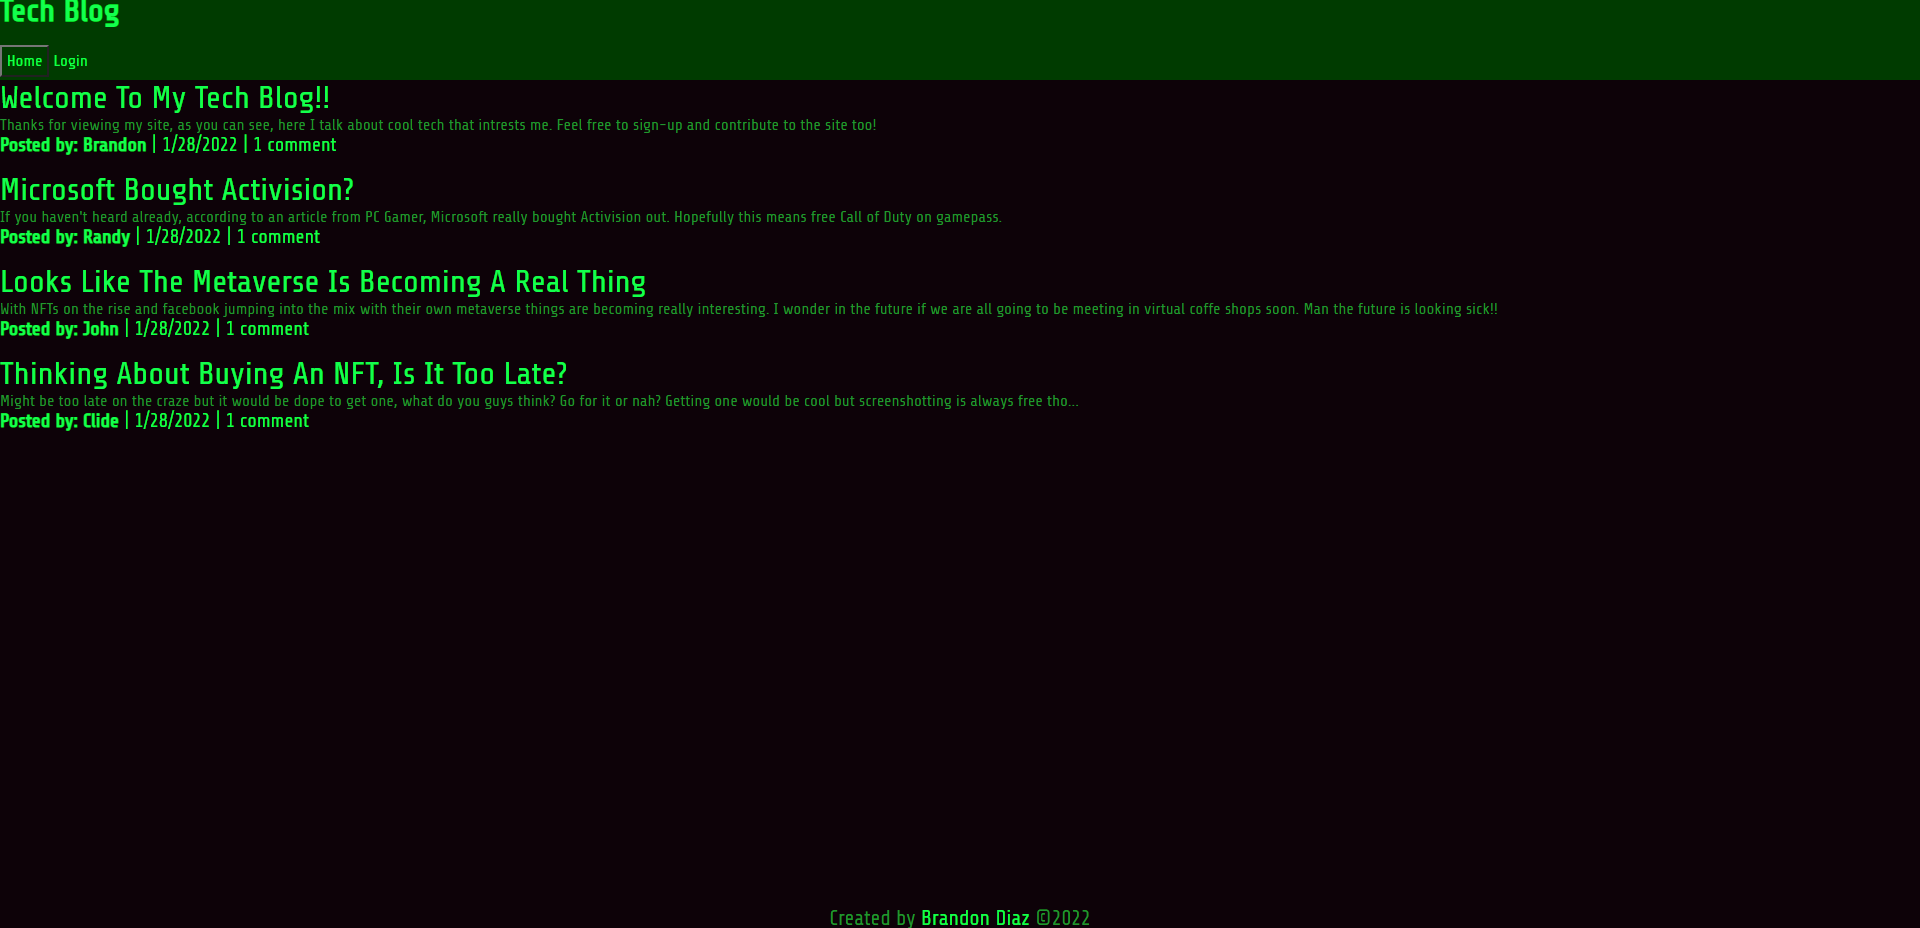 Tech Blog
Home Login
Welcome To My Tech Blog!!
Thanks for viewing my site, as you can see, here I talk about cool tech that intrests me. Feel free to sign-up and contribute to the site too!
Posted by: Brandon | 1/28/2022 | 1 comment
Microsoft Bought Activision?
If you haven't heard already, according to an article from PC Gamer, Microsoft really bought Activision out. Hopefully this means free Call of Duty on gamepass.
Posted by: Randy | 1/28/2022 | 1 comment
Looks Like The Metaverse Is Becoming A Real Thing
With NFTs on the rise and facebook jumping into the mix with their own metaverse things are becoming really interesting. I wonder in the future if we are all going to be meeting in virtual coffe shops soon. Man the future is looking sick!!
Posted by: John | 1/28/2022 | 1 comment
Thinking About Buying An NFT, Is It Too Late?
Might be too late on the craze but it would be dope to get one, what do you guys think? Go for it or nah? Getting one would be cool but screenshotting is always free tho...
Posted by: Clide | 1/28/2022 | 1 comment
Created by Brandon Diaz ©2022